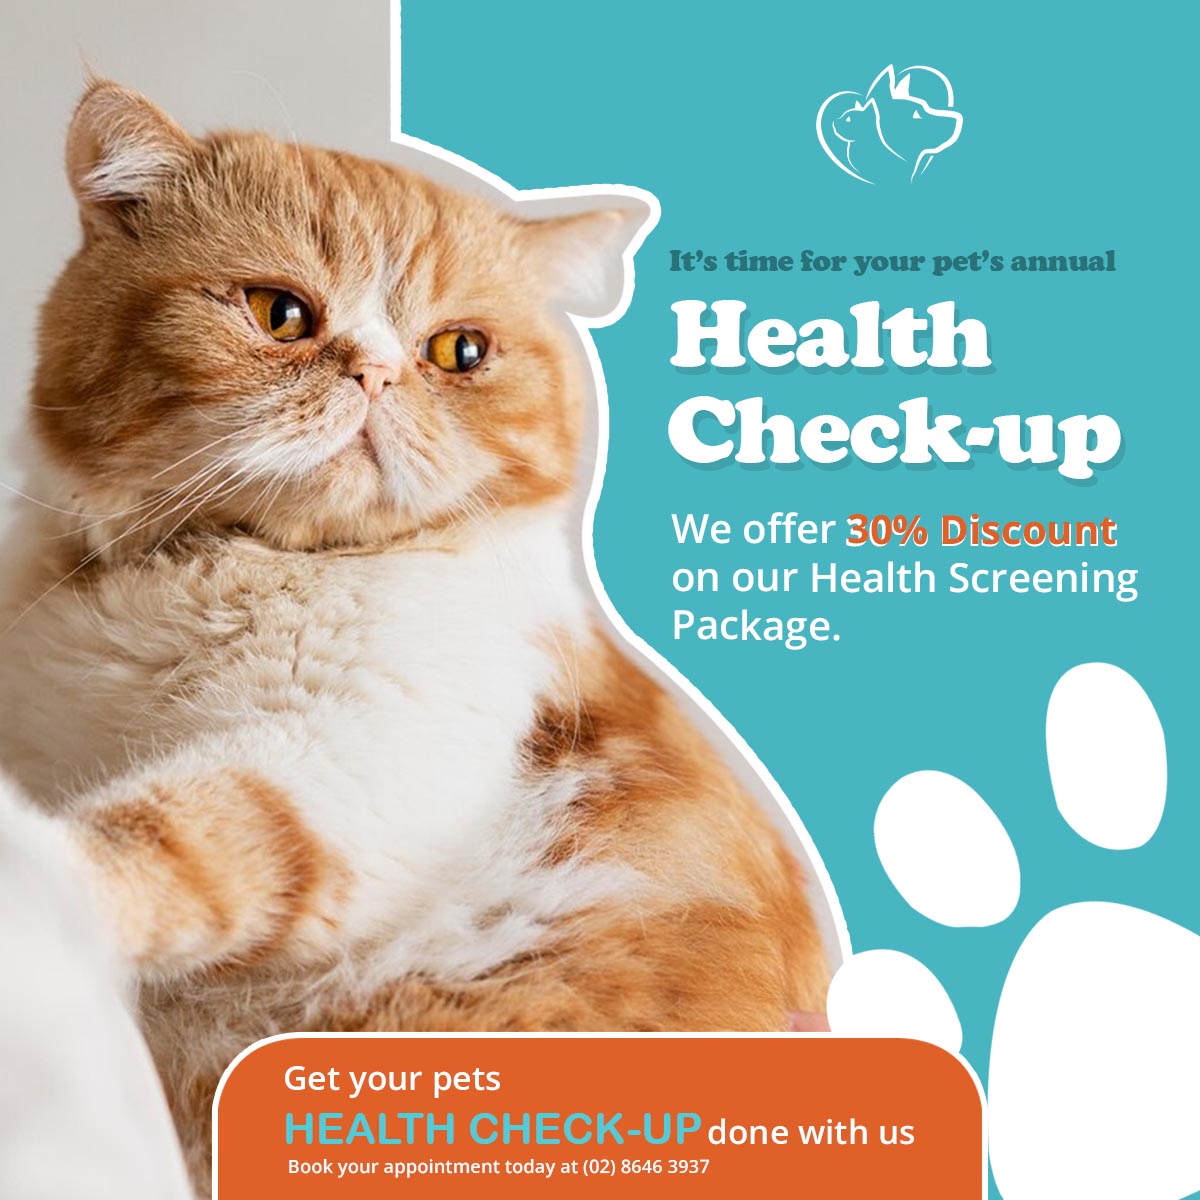 It's time for your pet's annual
Health
Check-up
We offer 30% Discount
on our Health Screening
Package.
Get your pets
HEALTH CHECK-UP done with us
Book your appointment today at (02) 8646 3937